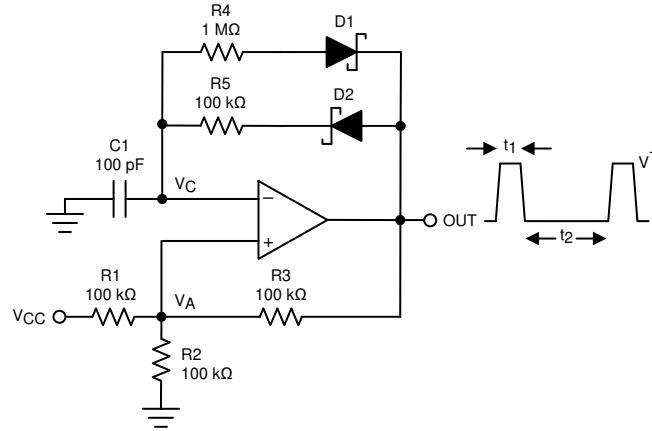 R4
1 MΩ
D1
R5
100 kΩ
D2
C1
100 pF
VC
−
+
OUT
t1
V
t2
R1
100 kΩ
VCC
VA
R3
100 kΩ
R2
100 kΩ